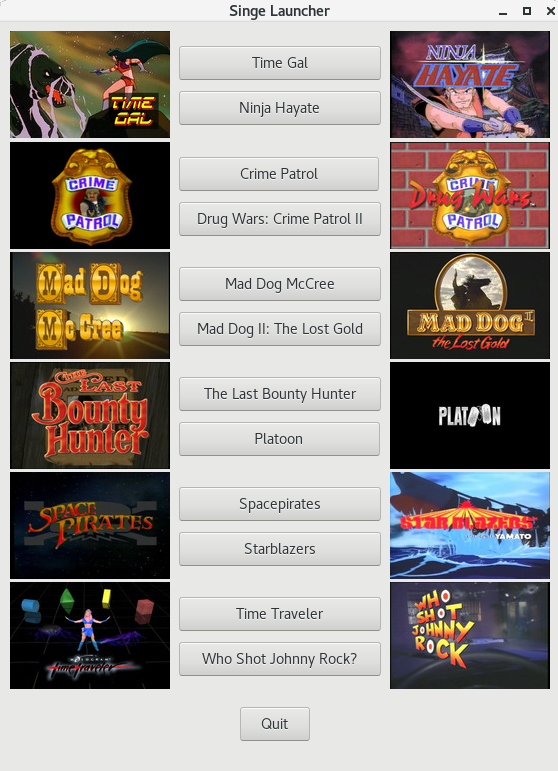 Singe Launcher
TIME
GAL
Time Gal
Ninja Hayate
NINJA
HAYATE
CRIME
PATROL
Crime Patrol
Drug Wars: Crime Patrol II
CRIME
Drug Wars
PATROL
Mad Dog
McCree
Mad Dog McCree
Mad Dog II: The Lost Gold
MAD DOG II
the Lost Gold
THE LAST
Bounty
Hunter
The Last Bounty Hunter
Platoon
PLATOON
SPACE
PIRATES
Spacepirates
Starblazers
STAR BLAZERS
YAMATO
HOLOGRAM
time traveler
Time Traveler
Who Shot Johnny Rock?
WHO
SHOT
JOHNNY
ROCK
Quit